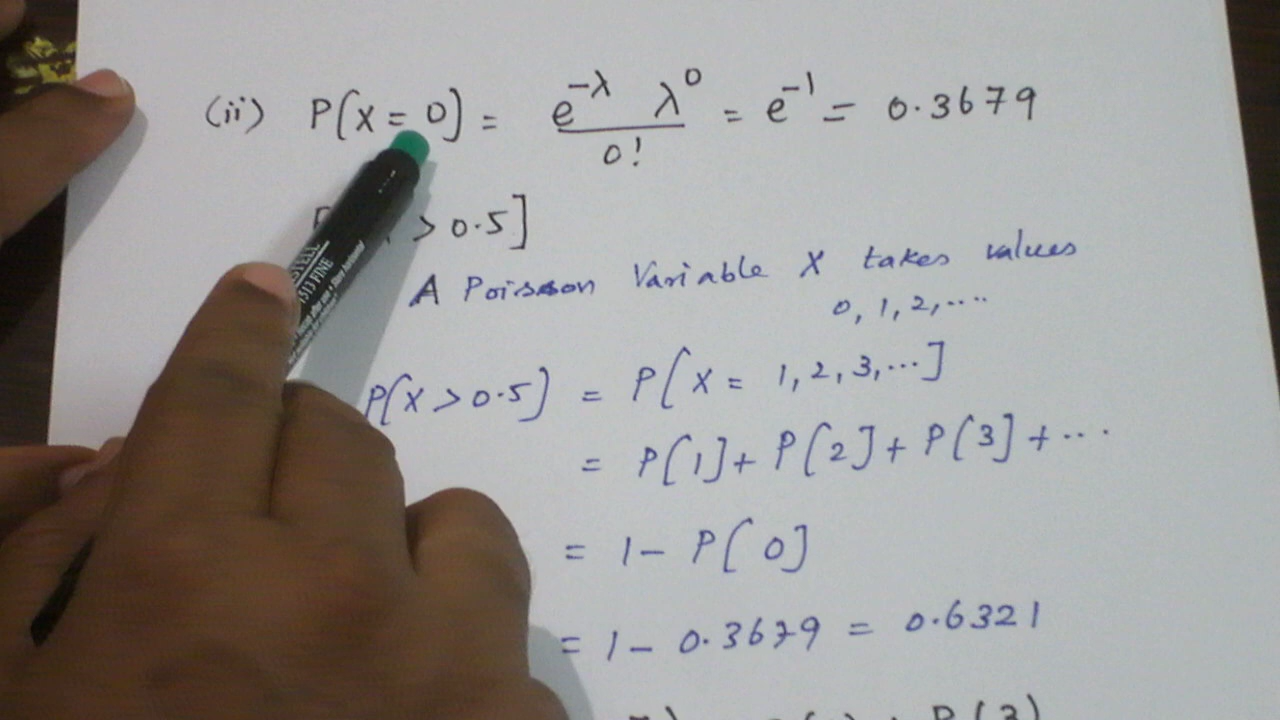 (ii) P[X = 0] = e^-λ λ^0 / 0! = e^-1 = 0.3679
> 0.5]
A Poisson Variable X takes values
0, 1, 2, ....
P[X > 0.5] = P[X = 1, 2, 3, ...]
= P[1] + P[2] + P[3] + ....
= 1 - P[0]
= 1 - 0.3679 = 0.6321
FINE